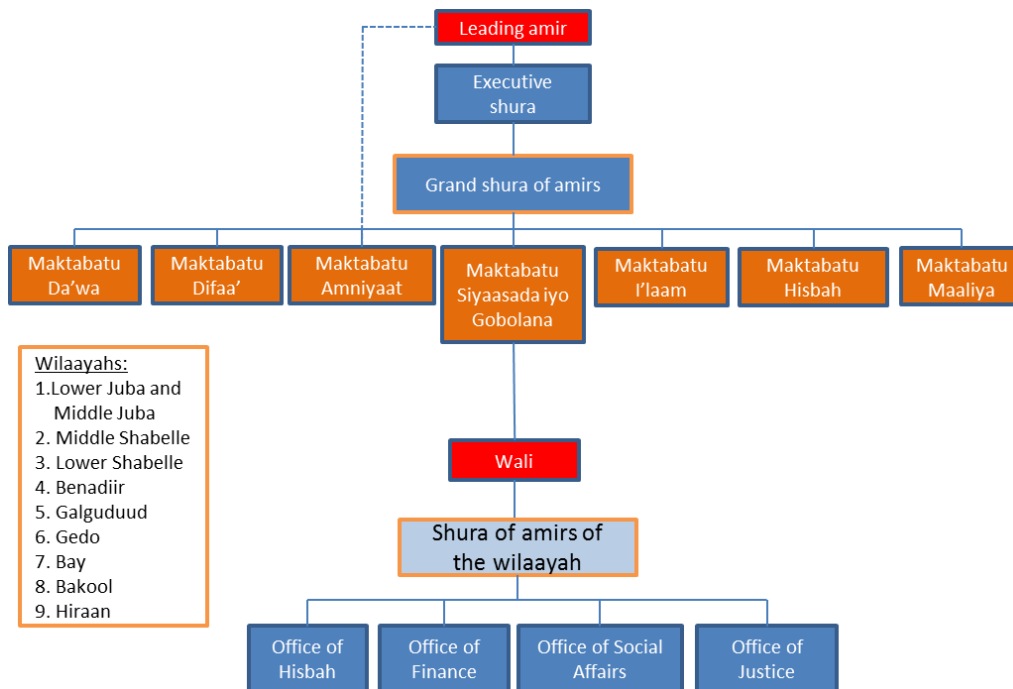 Leading amir
Executive
shura
Grand shura of amirs
Maktabatu
Da'wa
Maktabatu
Difaa'
Maktabatu
Amniyaat
Maktabatu
Siyaasada iyo
Gobolana
Maktabatu
I'laam
Maktabatu
Hisbah
Maktabatu
Maaliya
Wilaayahs:
1.Lower Juba and
Middle Juba
2. Middle Shabelle
3. Lower Shabelle
4. Benadiir
5. Galguduud
6. Gedo
7. Bay
8. Bakool
9. Hiraan
Wali
Shura of amirs of
the wilaayah
Office of
Hisbah
Office of
Finance
Office of Social
Affairs
Office of
Justice